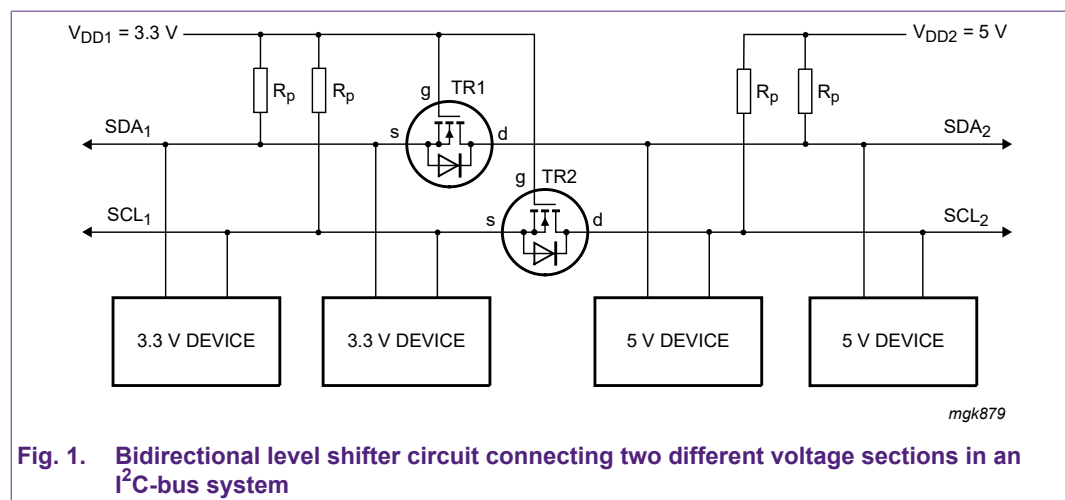 V_DD1 = 3.3 V
V_DD2 = 5 V
R_p
R_p
TR1
R_p
R_p
g
SDA_1
s
d
SDA_2
g
TR2
SCL_1
s
d
SCL_2
3.3 V DEVICE
3.3 V DEVICE
5 V DEVICE
5 V DEVICE
mgk879
Fig. 1. Bidirectional level shifter circuit connecting two different voltage sections in an
I²C-bus system